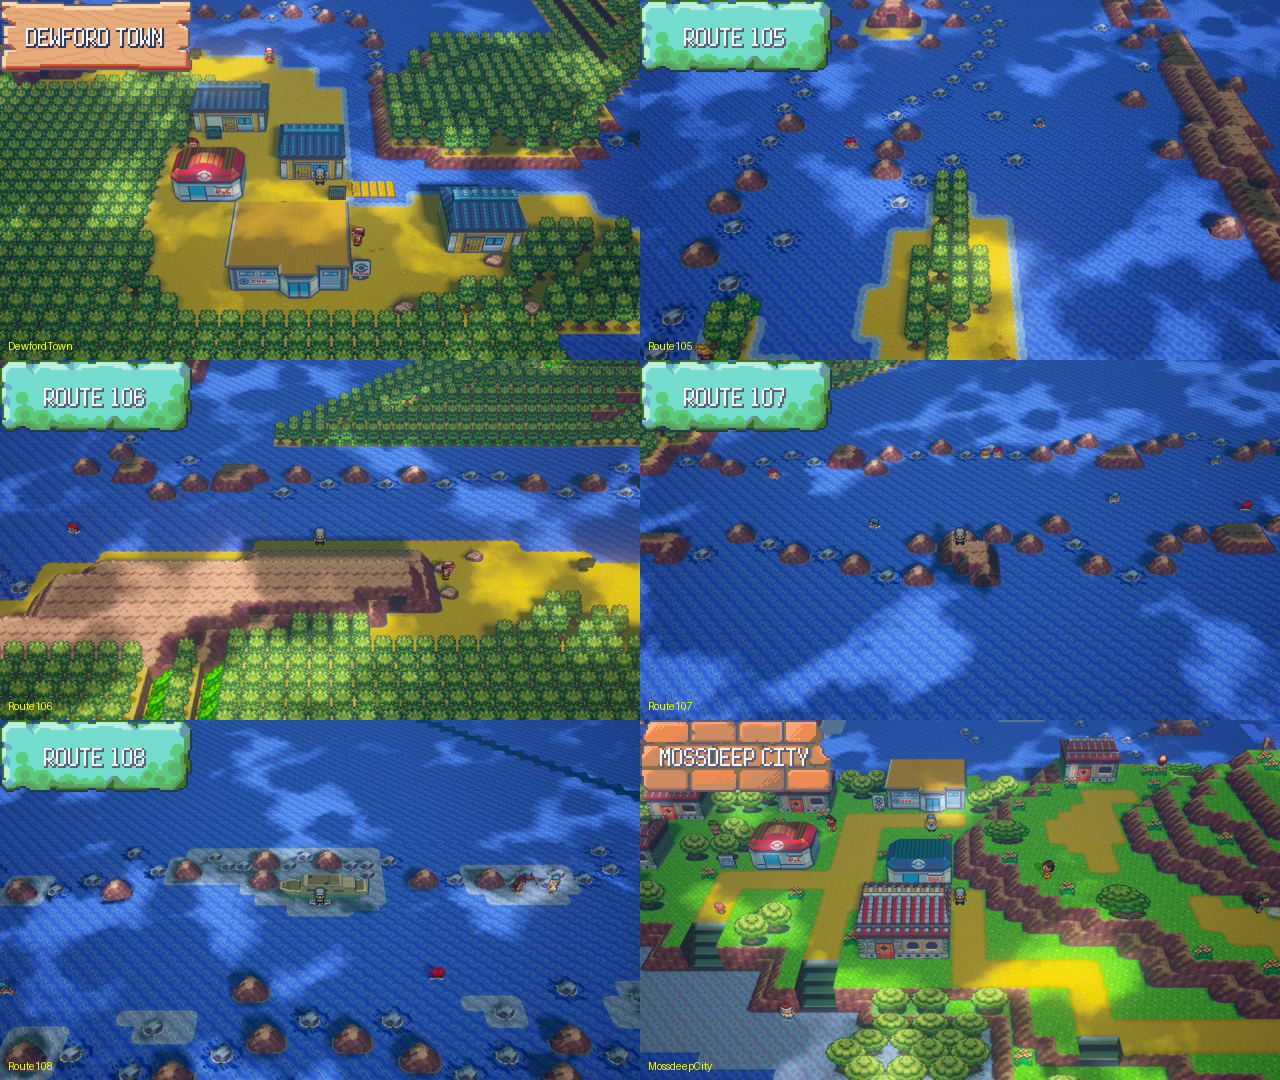 DEWFORD TOWN
DewfordTown
ROUTE 105
Route105
ROUTE 106
Route106
ROUTE 107
Route107
ROUTE 108
Route108
MOSSDEEP CITY
MossdeepCity